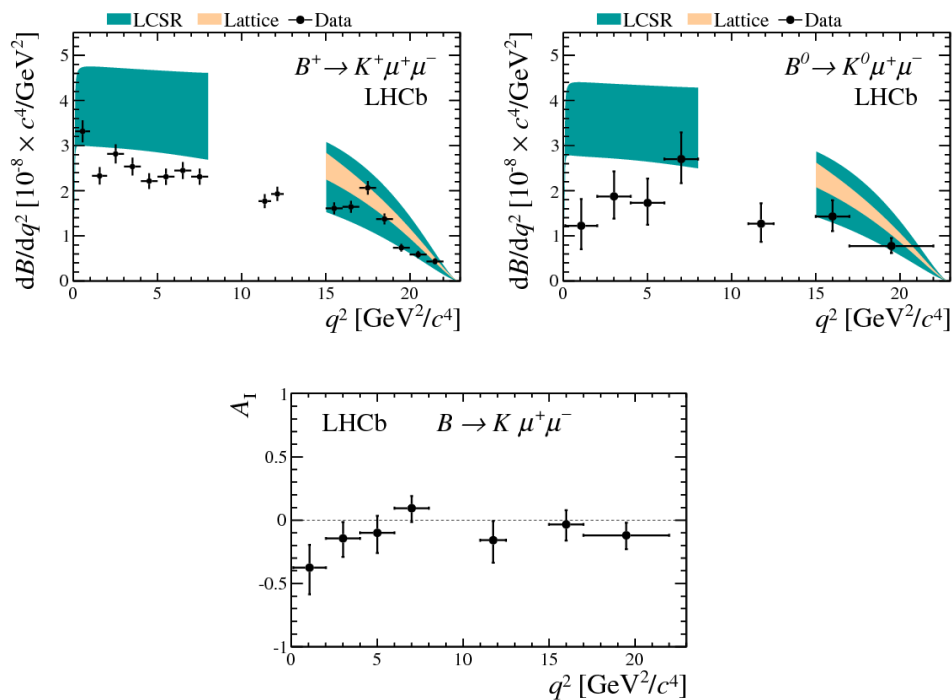 LCSR Lattice Data
B⁺ → K⁺μ⁺μ⁻
LHCb
dB/dq² [10⁻⁸ × c⁴/GeV²]
5
4
3
2
1
0
0 5 10 15 20
q² [GeV²/c⁴]
LCSR Lattice Data
B⁰ → K⁰μ⁺μ⁻
LHCb
dB/dq² [10⁻⁸ × c⁴/GeV²]
5
4
3
2
1
0
0 5 10 15 20
q² [GeV²/c⁴]
A_I
LHCb B → K μ⁺μ⁻
1
0.5
0
-0.5
-1
0 5 10 15 20
q² [GeV²/c⁴]